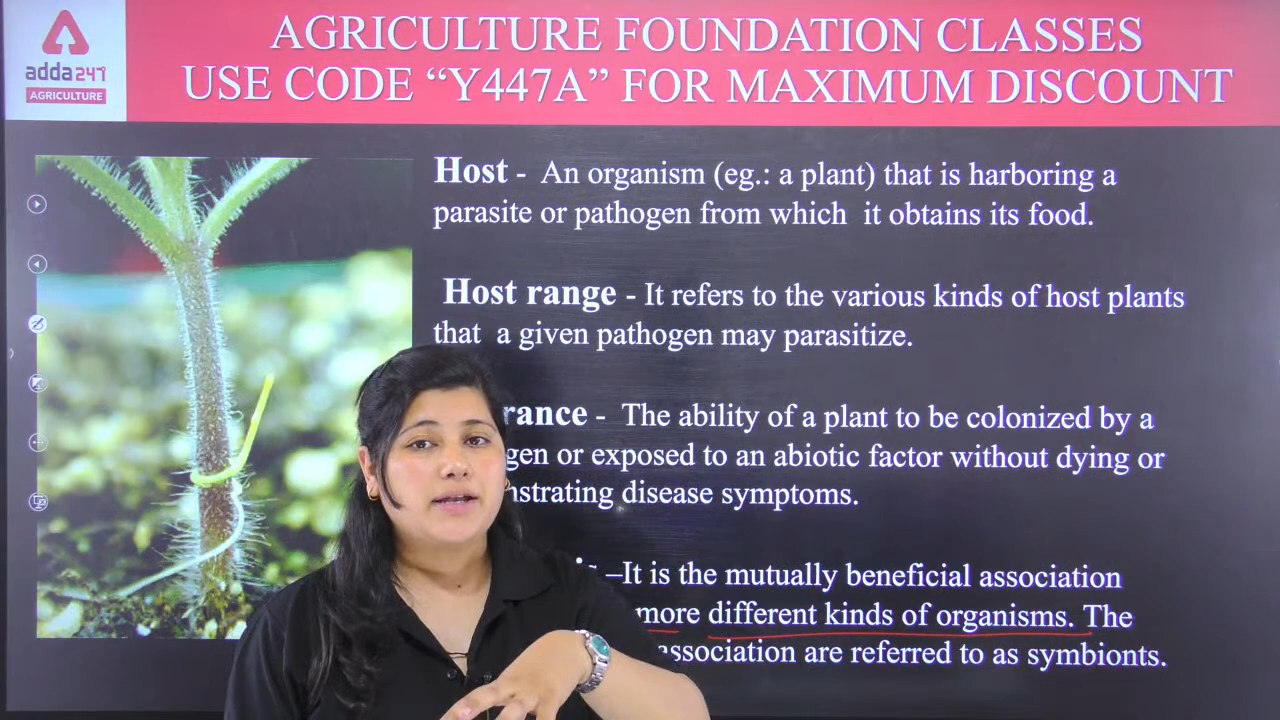 AGRICULTURE FOUNDATION CLASSES
USE CODE “Y447A” FOR MAXIMUM DISCOUNT
adda247
AGRICULTURE
Host - An organism (eg.: a plant) that is harboring a
parasite or pathogen from which it obtains its food.
Host range - It refers to the various kinds of host plants
that a given pathogen may parasitize.
rance - The ability of a plant to be colonized by a
gen or exposed to an abiotic factor without dying or
nstrating disease symptoms.
–It is the mutually beneficial association
more different kinds of organisms. The
association are referred to as symbionts.